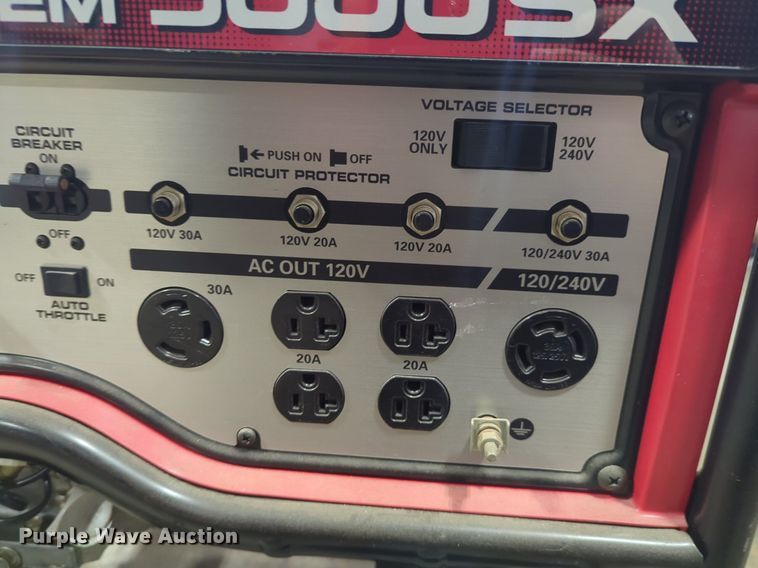 EM 5000SX
VOLTAGE SELECTOR
120V ONLY
120V 240V
CIRCUIT BREAKER
ON
PUSH ON OFF
CIRCUIT PROTECTOR
120V 30A
120V 20A
120V 20A
120/240V 30A
OFF
AC OUT 120V
120/240V
OFF ON
AUTO THROTTLE
30A
20A
20A
Purple Wave Auction